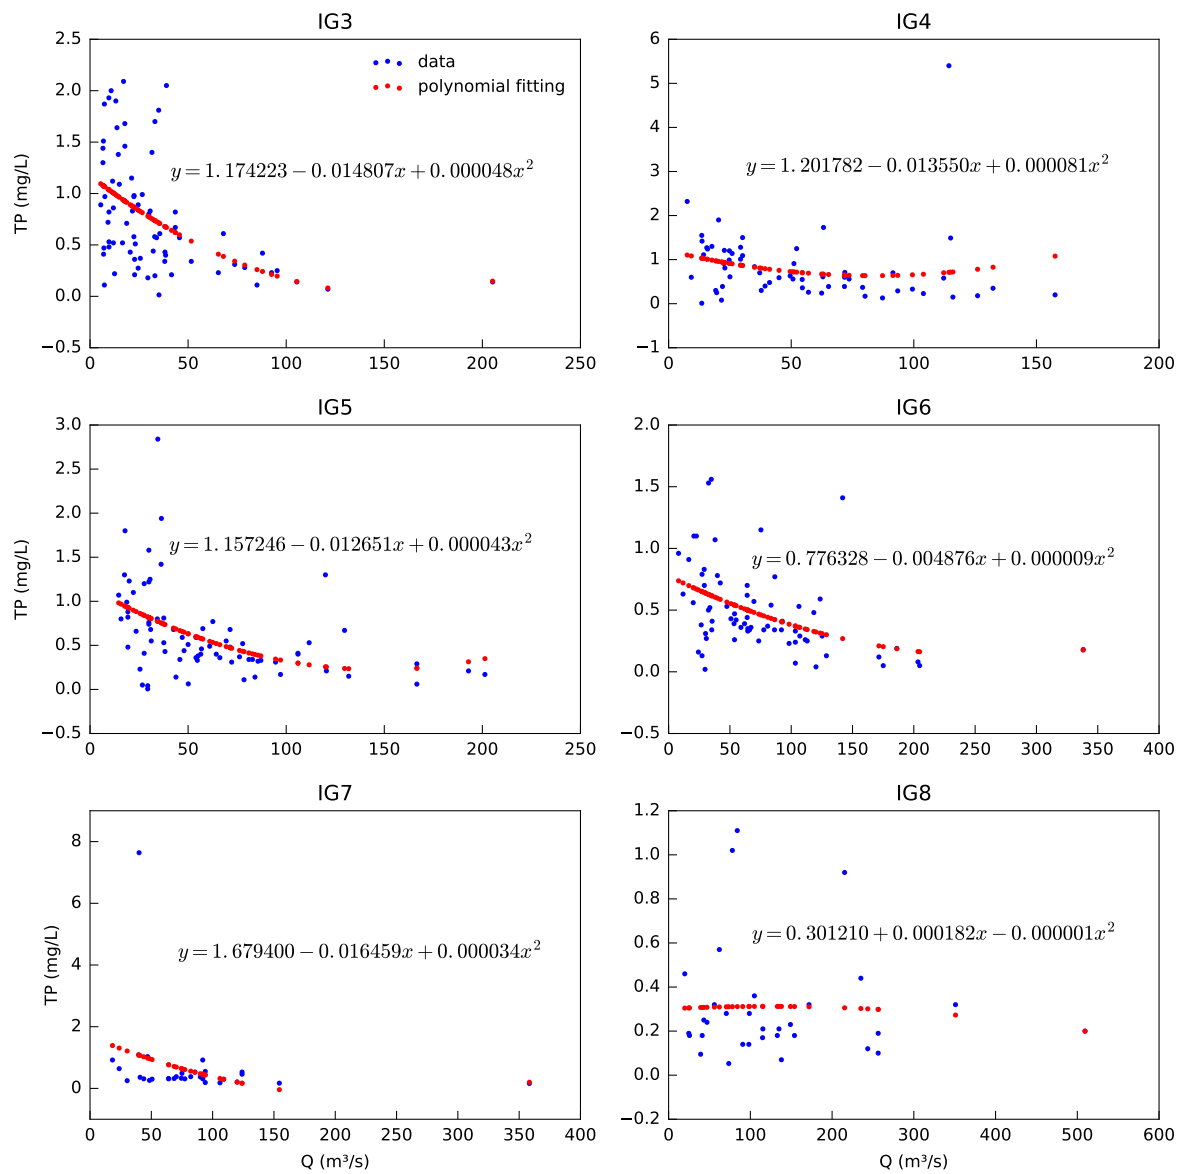 IG3
2.5
2.0
1.5
1.0
0.5
0.0
−0.5
TP (mg/L)
data
polynomial fitting
y = 1.174223 − 0.014807x + 0.000048x²
0 50 100 150 200 250
IG4
6
5
4
3
2
1
0
−1
y = 1.201782 − 0.013550x + 0.000081x²
0 50 100 150 200
IG5
3.0
2.5
2.0
1.5
1.0
0.5
0.0
−0.5
TP (mg/L)
y = 1.157246 − 0.012651x + 0.000043x²
0 50 100 150 200 250
IG6
2.0
1.5
1.0
0.5
0.0
−0.5
y = 0.776328 − 0.004876x + 0.000009x²
0 50 100 150 200 250 300 350 400
IG7
8
6
4
2
0
TP (mg/L)
y = 1.679400 − 0.016459x + 0.000034x²
0 50 100 150 200 250 300 350 400
Q (m³/s)
IG8
1.2
1.0
0.8
0.6
0.4
0.2
0.0
−0.2
y = 0.301210 + 0.000182x − 0.000001x²
0 100 200 300 400 500 600
Q (m³/s)